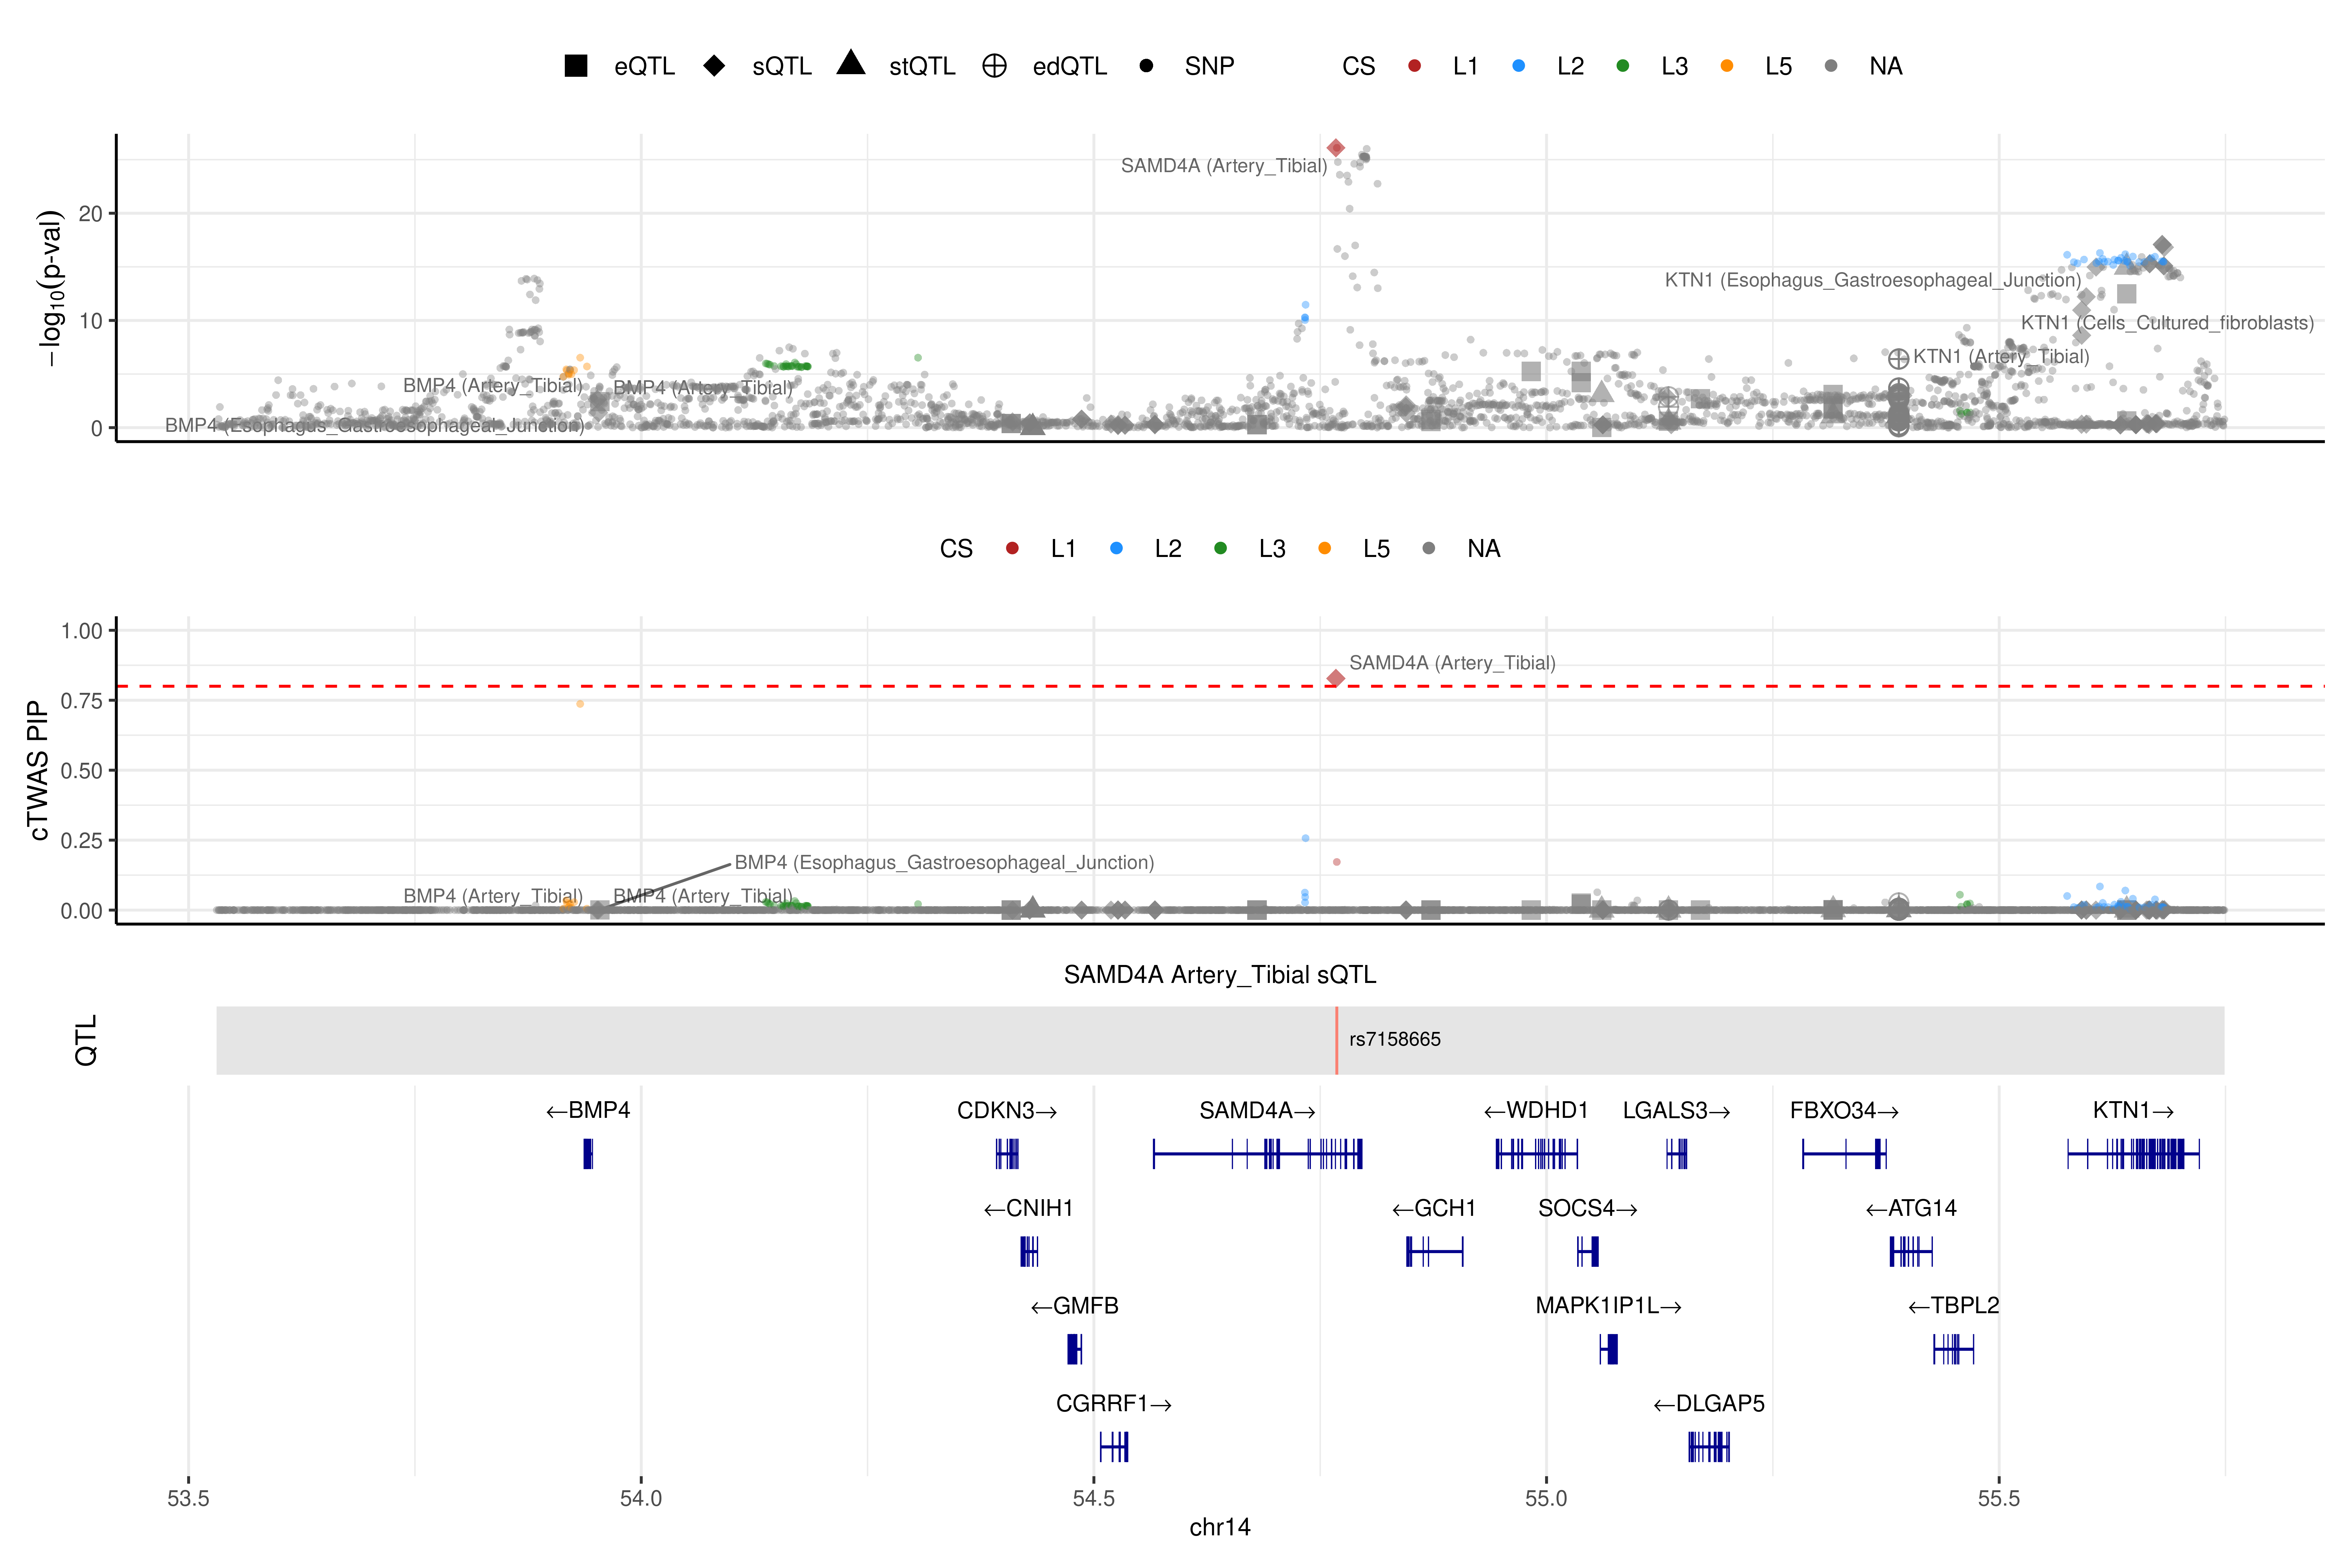 eQTL sQTL stQTL edQTL SNP CS L1 L2 L3 L5 NA
−log10(p-val)
20
10
0
SAMD4A (Artery_Tibial)
KTN1 (Esophagus_Gastroesophageal_Junction)
KTN1 (Cells_Cultured_fibroblasts)
KTN1 (Artery_Tibial)
BMP4 (Artery_Tibial)
BMP4 (Artery_Tibial)
BMP4 (Esophagus_Gastroesophageal_Junction)
CS L1 L2 L3 L5 NA
cTWAS PIP
1.00
0.75
0.50
0.25
0.00
SAMD4A (Artery_Tibial)
BMP4 (Esophagus_Gastroesophageal_Junction)
BMP4 (Artery_Tibial)
BMP4 (Artery_Tibial)
SAMD4A Artery_Tibial sQTL
QTL
rs7158665
←BMP4 CDKN3→ SAMD4A→ ←WDHD1 LGALS3→ FBXO34→ KTN1→
←CNIH1 ←GCH1 SOCS4→ ←ATG14
←GMFB MAPK1IP1L→ ←TBPL2
CGRRF1→ ←DLGAP5
53.5 54.0 54.5 55.0 55.5
chr14